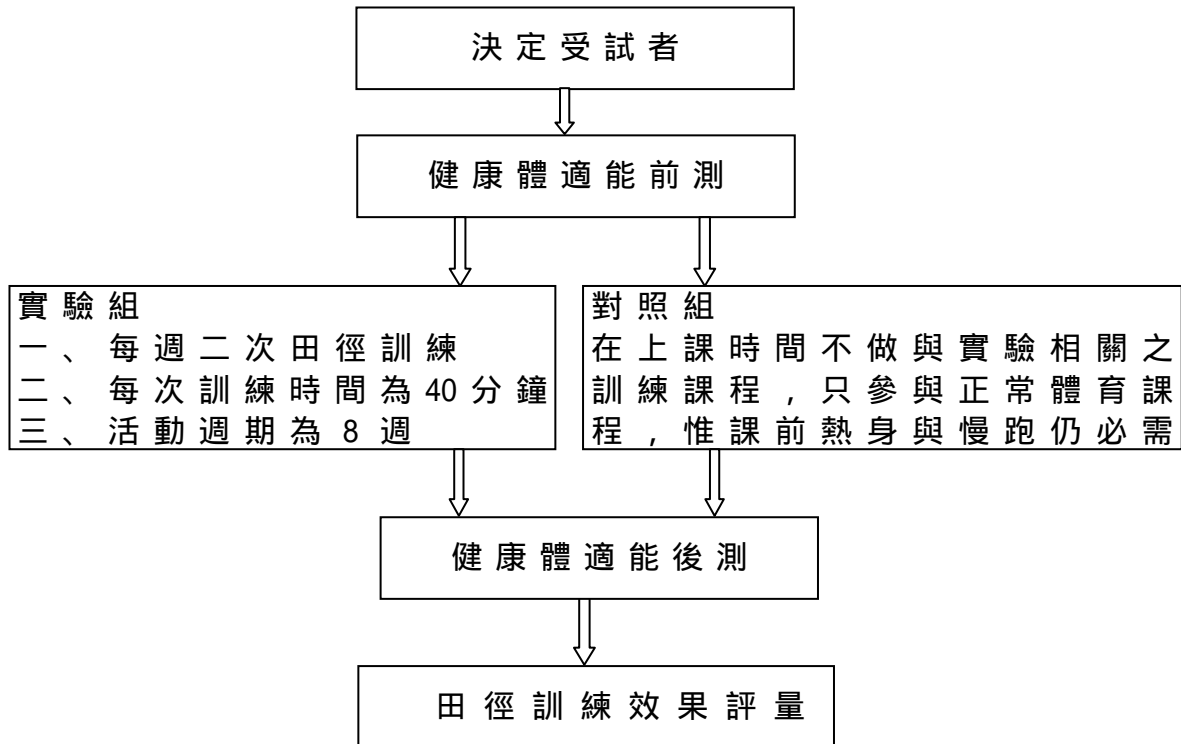 決定受試者
健康體適能前測
實驗組
一、每週二次田徑訓練
二、每次訓練時間為40分鐘
三、活動週期為8週
對照組
在上課時間不做與實驗相關之
訓練課程，只參與正常體育課
程，惟課前熱身與慢跑仍必需
健康體適能後測
田徑訓練效果評量